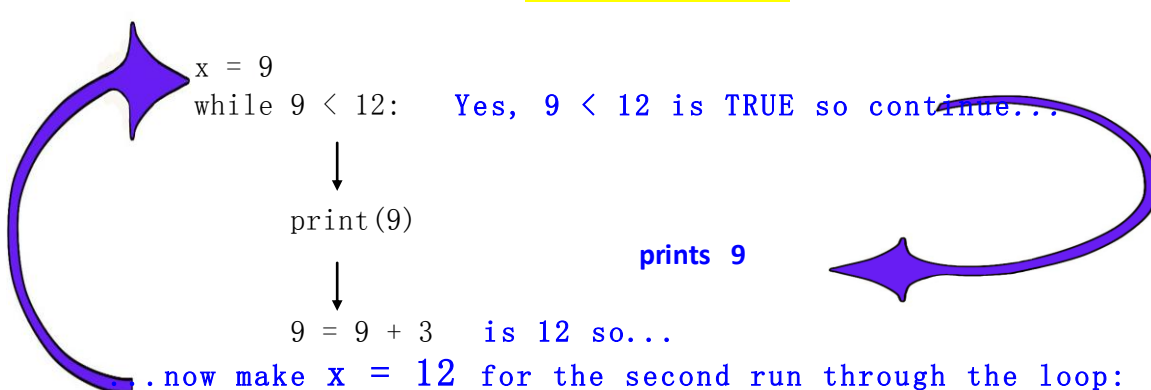 x = 9
while 9 < 12: Yes, 9 < 12 is TRUE so continue...
print(9)
prints 9
9 = 9 + 3 is 12 so...
...now make x = 12 for the second run through the loop: